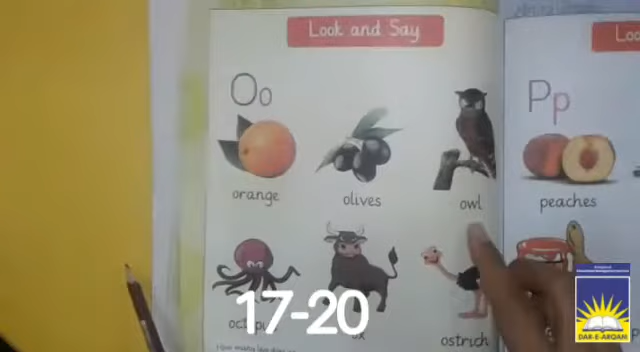 Look and Say
Oo
orange
olives
owl
ostrich
Pp
peaches
17-20
DAR-E-ARQAM